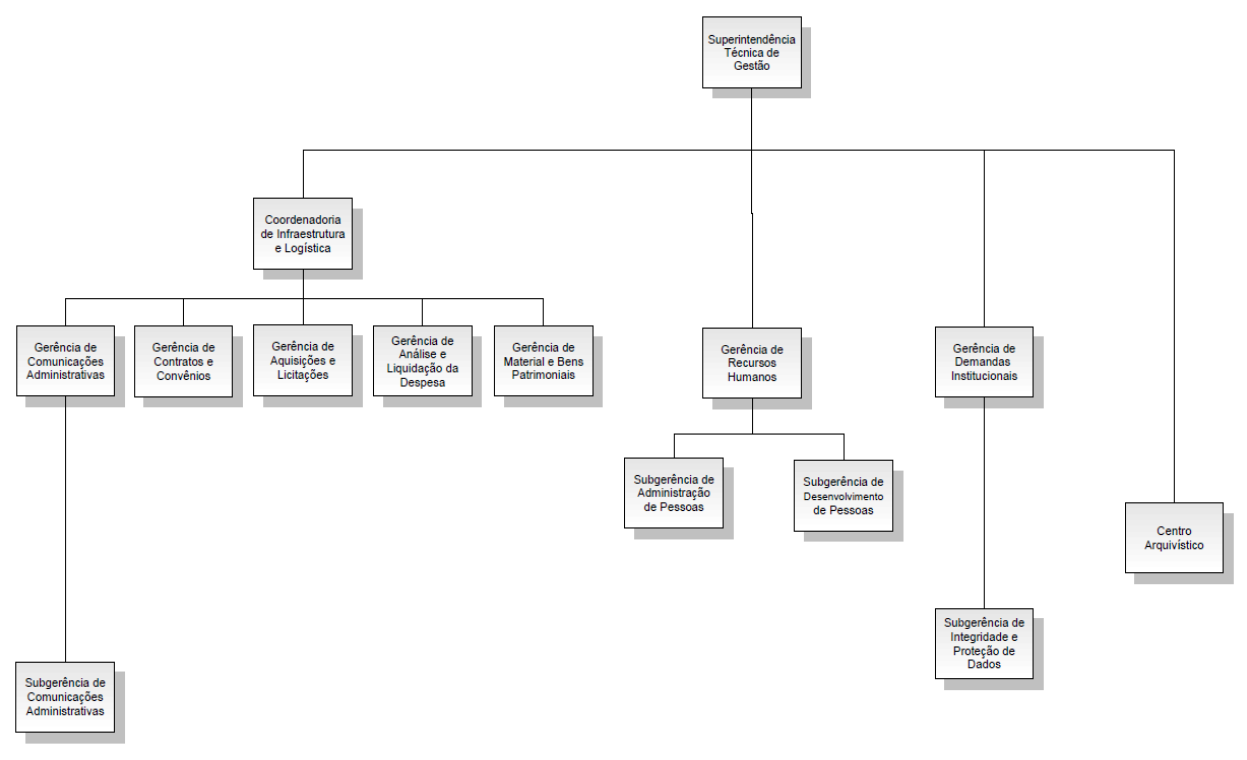 Superintendência
Técnica de
Gestão
Coordenadoria
de Infraestrutura
e Logística
Gerência de
Comunicações
Administrativas
Gerência de
Contratos e
Convênios
Gerência de
Aquisições e
Licitações
Gerência de
Análise e
Liquidação da
Despesa
Gerência de
Material e Bens
Patrimoniais
Gerência de
Recursos
Humanos
Gerência de
Demandas
Institucionais
Subgerência de
Administração
de Pessoas
Subgerência de
Desenvolvimento
de Pessoas
Centro
Arquivístico
Subgerência de
Integridade e
Proteção de
Dados
Subgerência de
Comunicações
Administrativas